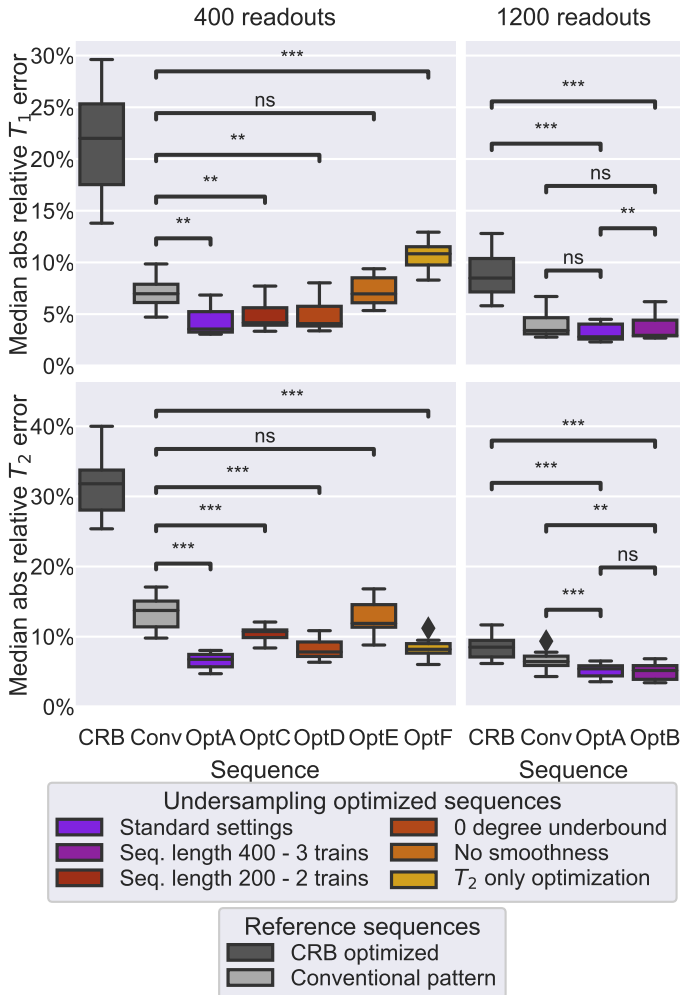 400 readouts
1200 readouts
Median abs relative T1 error
30%
25%
20%
15%
10%
5%
0%
***
ns
**
**
**
***
***
ns
**
ns
Median abs relative T2 error
40%
30%
20%
10%
0%
***
ns
***
***
***
***
***
**
ns
***
CRB Conv OptA OptC OptD OptE OptF
CRB Conv OptA OptB
Sequence
Sequence
Undersampling optimized sequences
Standard settings
Seq. length 400 - 3 trains
Seq. length 200 - 2 trains
0 degree underbound
No smoothness
T2 only optimization
Reference sequences
CRB optimized
Conventional pattern